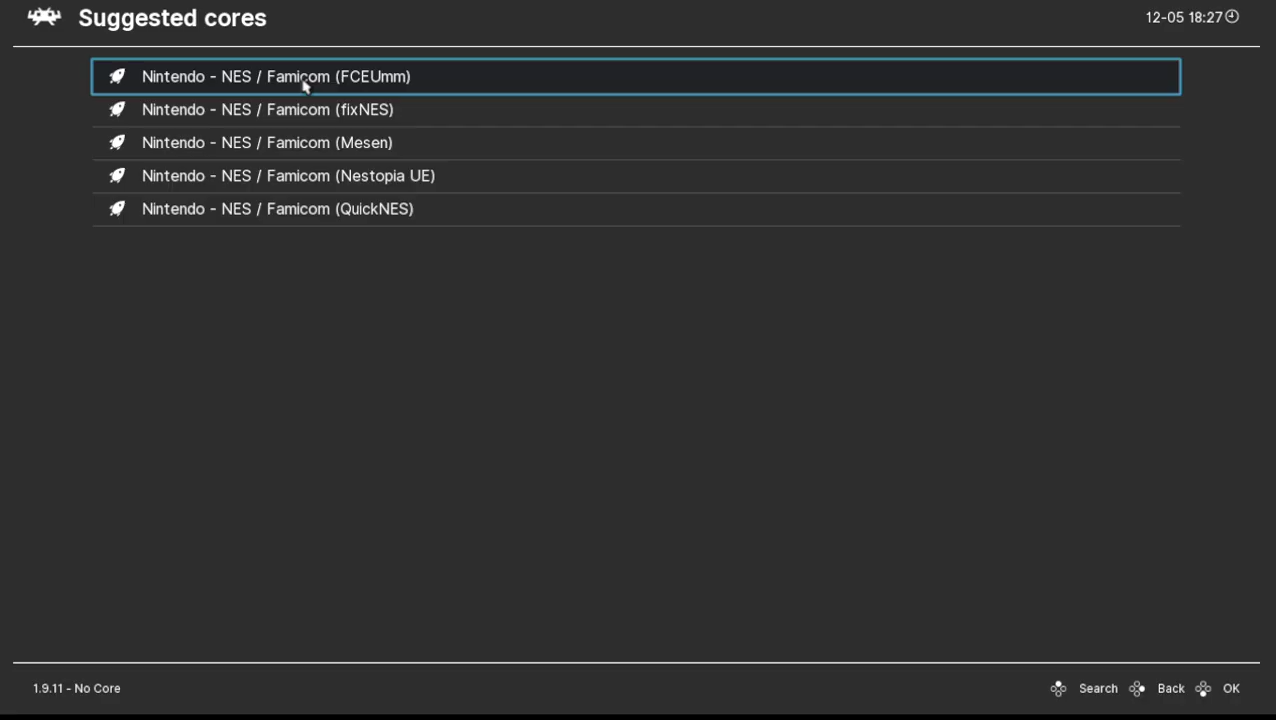 Suggested cores
12-05 18:27
Nintendo - NES / Famicom (FCEUmm)
Nintendo - NES / Famicom (fixNES)
Nintendo - NES / Famicom (Mesen)
Nintendo - NES / Famicom (Nestopia UE)
Nintendo - NES / Famicom (QuickNES)
1.9.11 - No Core
Search Back OK